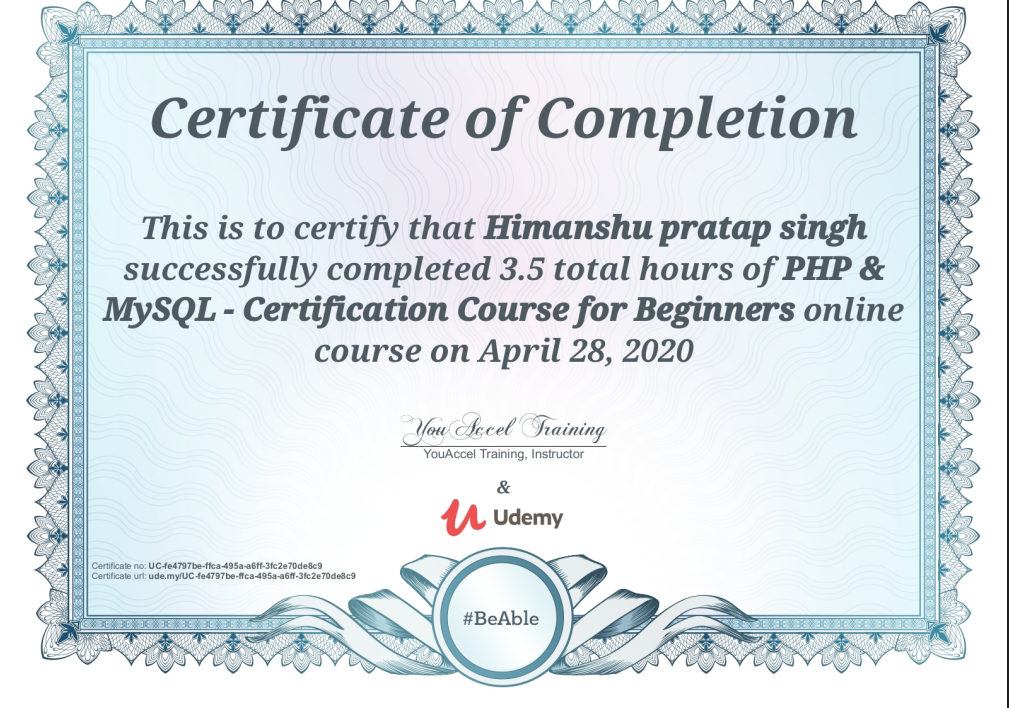 Certificate of Completion
This is to certify that Himanshu pratap singh
successfully completed 3.5 total hours of PHP &
MySQL - Certification Course for Beginners online
course on April 28, 2020
You Accel Training
YouAccel Training, Instructor
&
Udemy
Certificate no: UC-fe4797be-ffca-495a-a6ff-3fc2e70de8c9
Certificate url: ude.my/UC-fe4797be-ffca-495a-a6ff-3fc2e70de8c9
#BeAble